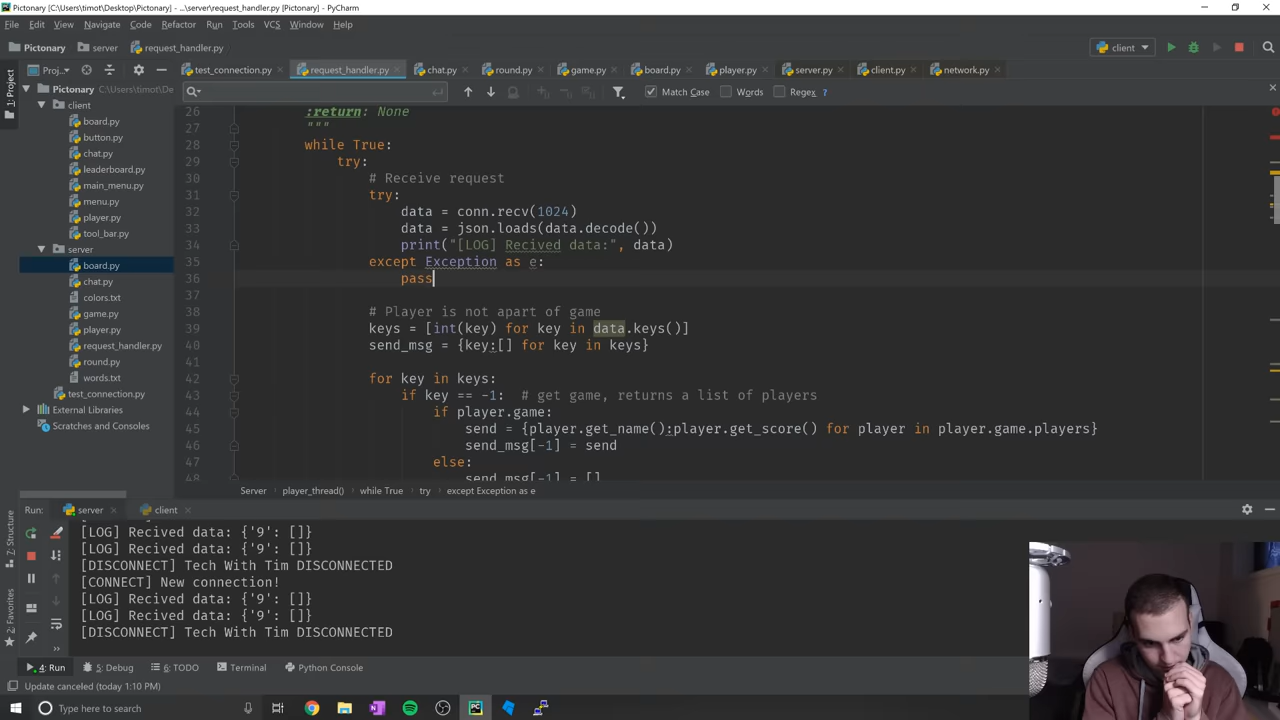 Pictonary [C:\Users\timot\Desktop\Pictonary] - ...\server\request_handler.py [Pictonary] - PyCharm
File Edit View Navigate Code Refactor Run Tools VCS Window Help
Pictonary server request_handler.py client
Proj... test_connection.py request_handler.py chat.py round.py game.py board.py player.py server.py client.py network.py
1: Project
Match Case Words Regex ?
Pictonary
client
board.py
button.py
chat.py
leaderboard.py
main_menu.py
menu.py
player.py
tool_bar.py
server
board.py
chat.py
colors.txt
game.py
player.py
request_handler.py
round.py
words.txt
test_connection.py
External Libraries
Scratches and Consoles
26 :return: None
27 """
28 while True:
29 try:
30 # Receive request
31 try:
32 data = conn.recv(1024)
33 data = json.loads(data.decode())
34 print("[LOG] Recived data:", data)
35 except Exception as e:
36 pass
37
38 # Player is not apart of game
39 keys = [int(key) for key in data.keys()]
40 send_msg = {key:[] for key in keys}
41
42 for key in keys:
43 if key == -1: # get game, returns a list of players
44 if player.game:
45 send = {player.get_name():player.get_score() for player in player.game.players}
46 send_msg[-1] = send
47 else:
48 send_msg[-1] = []
Server player_thread() while True try except Exception as e
Run: server client
[LOG] Recived data: {'9': []}
[LOG] Recived data: {'9': []}
[DISCONNECT] Tech With Tim DISCONNECTED
[CONNECT] New connection!
[LOG] Recived data: {'9': []}
[LOG] Recived data: {'9': []}
[DISCONNECT] Tech With Tim DISCONNECTED
Z: Structure
2: Favorites
4: Run 5: Debug 6: TODO Terminal Python Console
Update canceled (today 1:10 PM)
Type here to search